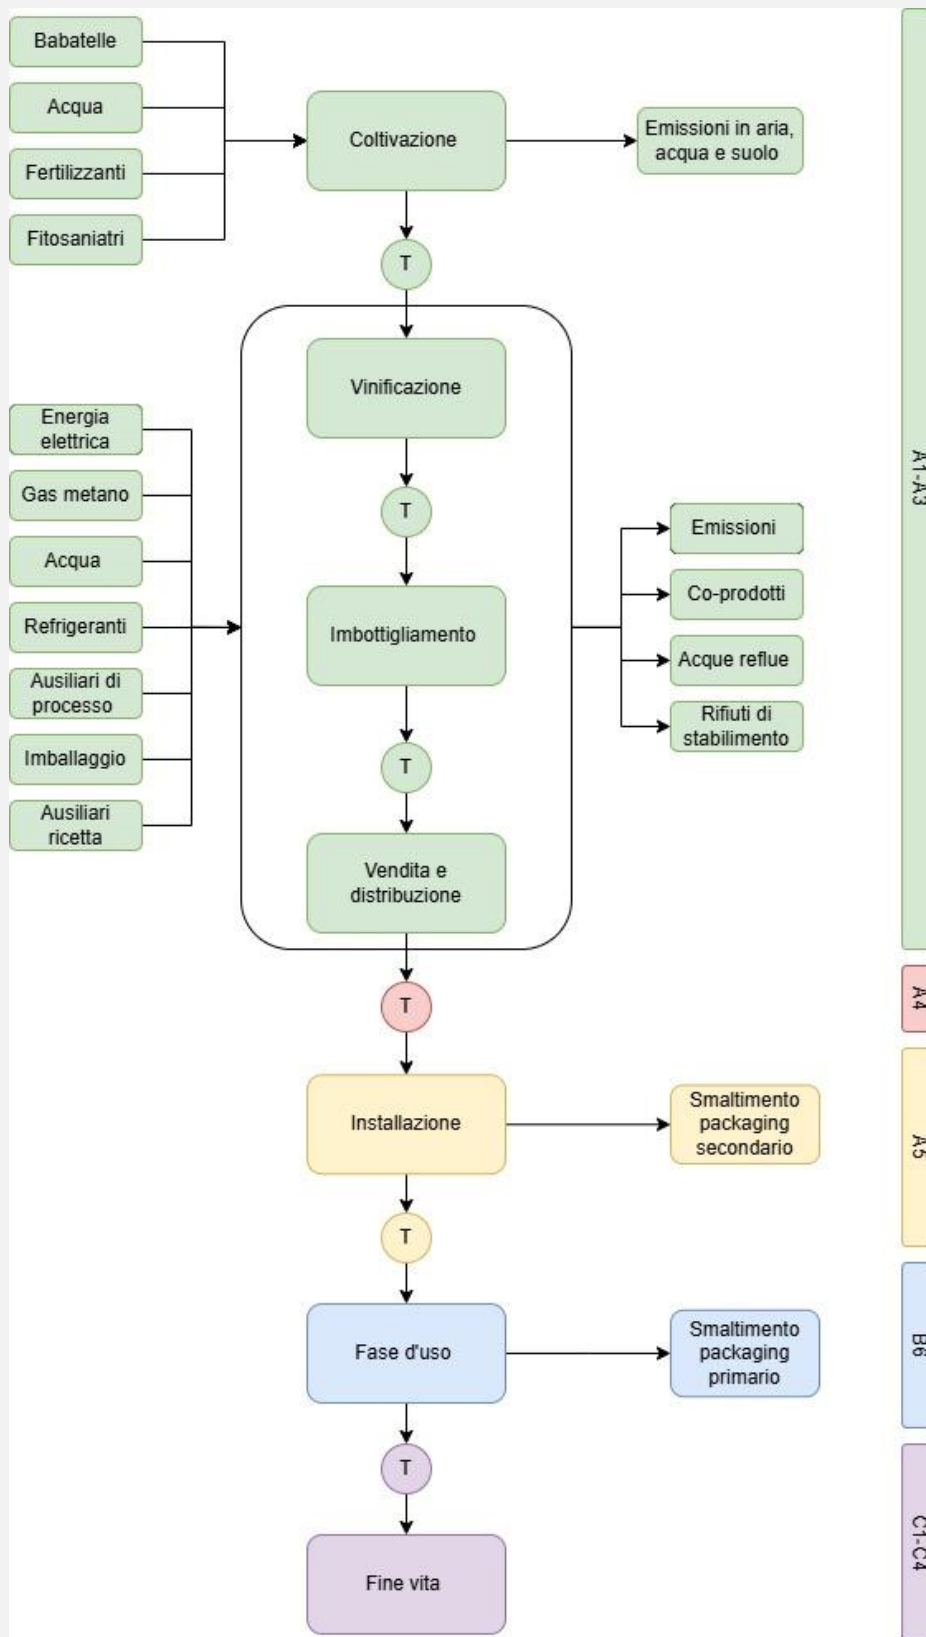 Babatelle
Acqua
Fertilizzanti
Fitosaniatri
Coltivazione
Emissioni in aria,
acqua e suolo
T
Vinificazione
T
Imbottigliamento
T
Vendita e
distribuzione
Energia
elettrica
Gas metano
Acqua
Refrigeranti
Ausiliari di
processo
Imballaggio
Ausiliari
ricetta
Emissioni
Co-prodotti
Acque reflue
Rifiuti di
stabilimento
A1-A3
T
A4
Installazione
Smaltimento
packaging
secondario
A5
T
Fase d'uso
Smaltimento
packaging
primario
B6
T
Fine vita
C1-C4